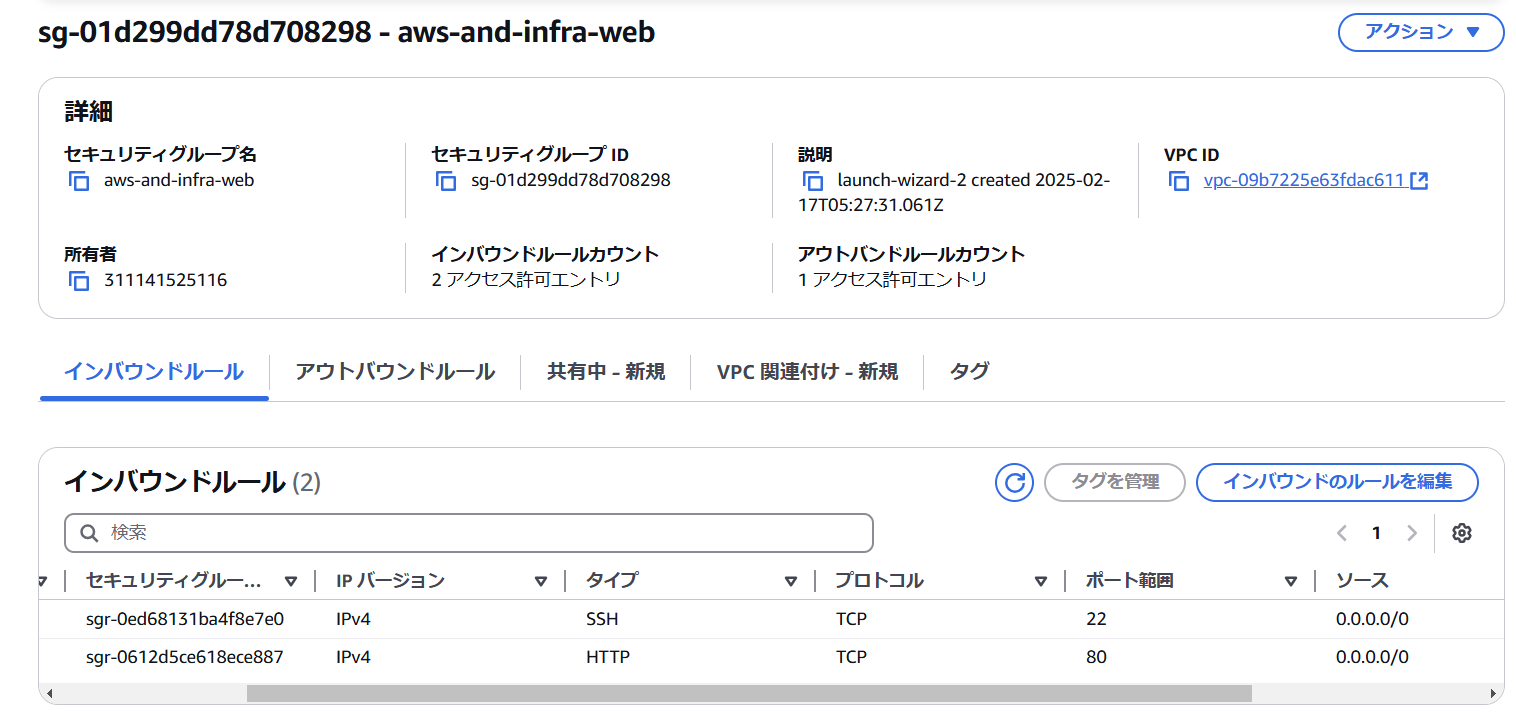 sg-01d299dd78d708298 - aws-and-infra-web
アクション
詳細
セキュリティグループ名
aws-and-infra-web
セキュリティグループ ID
sg-01d299dd78d708298
説明
launch-wizard-2 created 2025-02-
17T05:27:31.061Z
VPC ID
vpc-09b7225e63fdac611
所有者
311141525116
インバウンドルールカウント
2 アクセス許可エントリ
アウトバンドルールカウント
1 アクセス許可エントリ
インバウンドルール
アウトバウンドルール
共有中 – 新規
VPC 関連付け – 新規
タグ
インバウンドルール (2)
タグを管理
インバウンドのルールを編集
検索
1
セキュリティグルー... IP バージョン タイプ プロトコル ポート範囲 ソース
sgr-0ed68131ba4f8e7e0 IPv4 SSH TCP 22 0.0.0.0/0
sgr-0612d5ce618ece887 IPv4 HTTP TCP 80 0.0.0.0/0